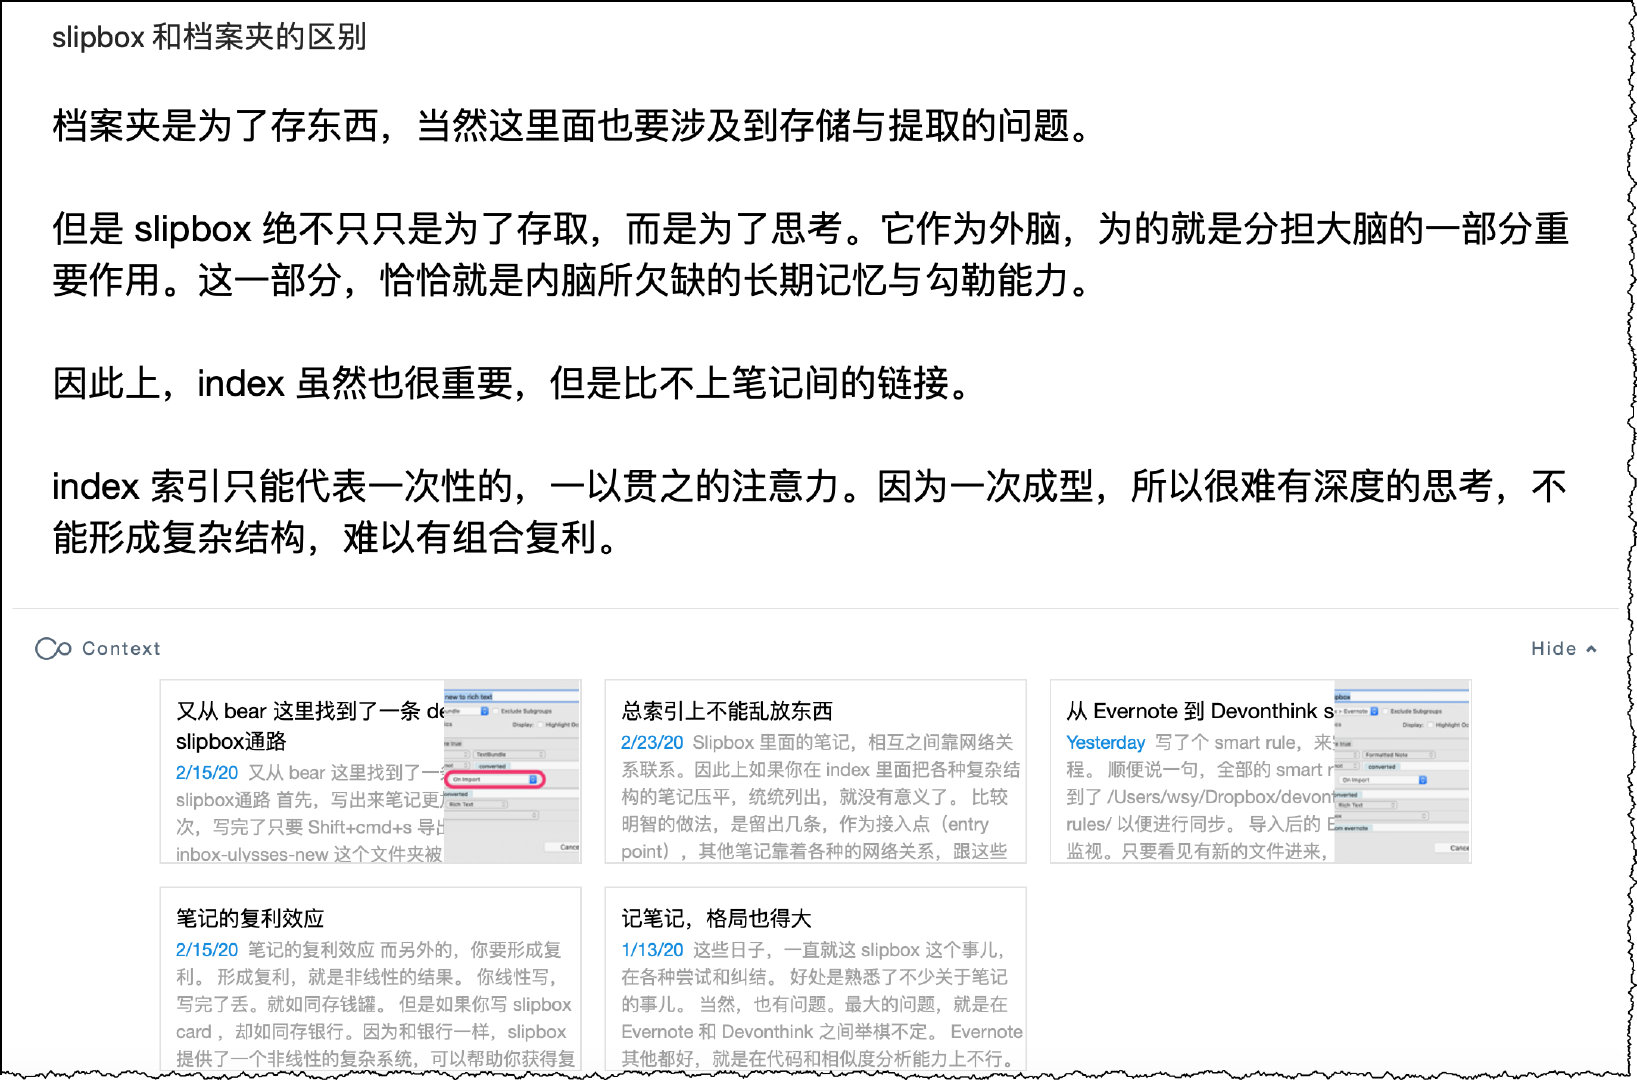 slipbox 和档案夹的区别
档案夹是为了存东西，当然这里面也要涉及到存储与提取的问题。
但是 slipbox 绝不只只是为了存取，而是为了思考。它作为外脑，为的就是分担大脑的一部分重
要作用。这一部分，恰恰就是内脑所欠缺的长期记忆与勾勒能力。
因此上，index 虽然也很重要，但是比不上笔记间的链接。
index 索引只能代表一次性的，一以贯之的注意力。因为一次成型，所以很难有深度的思考，不
能形成复杂结构，难以有组合复利。
Context
Hide
又从 bear 这里找到了一条 de
slipbox通路
2/15/20 又从 bear 这里找到了一
slipbox通路 首先，写出来笔记更
次，写完了只要 Shift+cmd+s 导出
inbox-ulysses-new 这个文件夹被
new to rich text
Exclude Subgroups
Display:
Highlight
TextBundle
converted
On Import
Rich Text
总索引上不能乱放东西
2/23/20 Slipbox 里面的笔记，相互之间靠网络关
系联系。因此上如果你在 index 里面把各种复杂结
构的笔记压平，统统列出，就没有意义了。 比较
明智的做法，是留出几条，作为接入点（entry
point），其他笔记靠着各种的网络关系，跟这些
从 Evernote 到 Devonthink s
Yesterday 写了个 smart rule，来
程。 顺便说一句，全部的 smart r
到了 /Users/wsy/Dropbox/devont
rules/ 以便进行同步。 导入后的 E
监视。只要看见有新的文件进来，
Evernote
Exclude Subgroups
Display:
Highlight
Formatted Note
converted
On Import
Rich Text
笔记的复利效应
2/15/20 笔记的复利效应 而另外的，你要形成复
利。 形成复利，就是非线性的结果。 你线性写，
写完了丢。就如同存钱罐。 但是如果你写 slipbox
card ，却如同存银行。因为和银行一样，slipbox
提供了一个非线性的复杂系统，可以帮助你获得复
记笔记，格局也得大
1/13/20 这些日子，一直就这 slipbox 这个事儿，
在各种尝试和纠结。 好处是熟悉了不少关于笔记
的事儿。 当然，也有问题。最大的问题，就是在
Evernote 和 Devonthink 之间举棋不定。 Evernote
其他都好，就是在代码和相似度分析能力上不行。